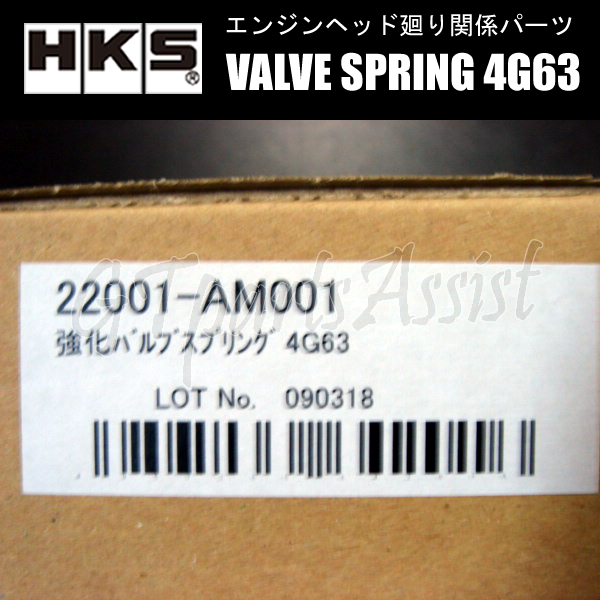 HKS®
エンジンヘッド廻り関係パーツ
VALVE SPRING 4G63
GTpartsAssist
22001-AM001
強化ﾊﾞﾙﾌﾞｽﾌﾟﾘﾝｸﾞ 4G63
LOT No. 090318